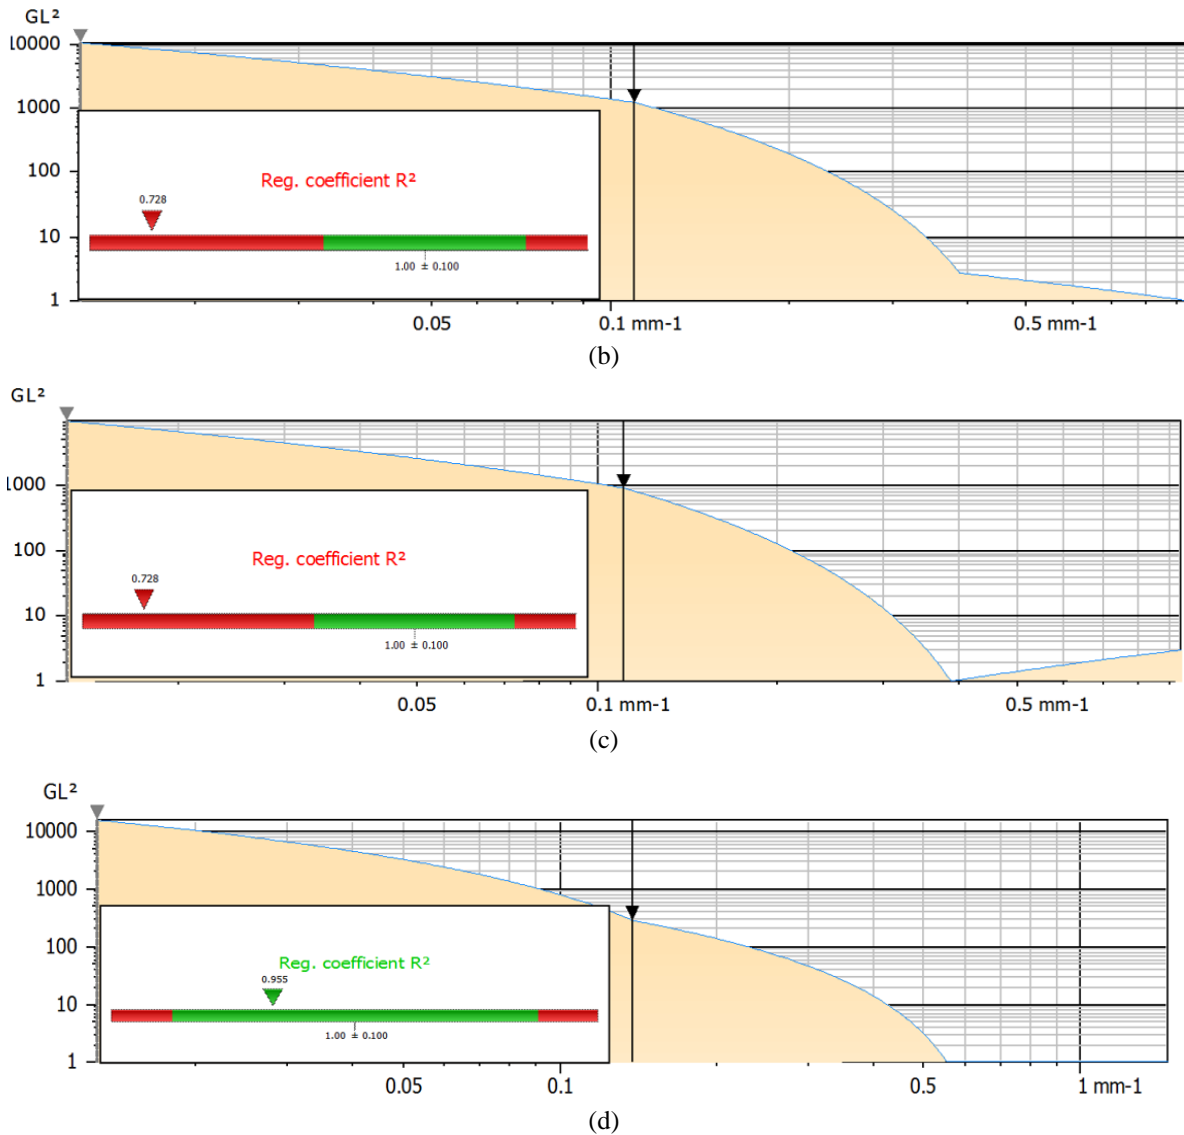 GL²
10000
1000
Reg. coefficient R²
100
0.728
10
1.00 ± 0.100
1
0.05 0.1 mm-1 0.5 mm-1
(b)
GL²
1000
100
Reg. coefficient R²
0.728
10
1.00 ± 0.100
1
0.05 0.1 mm-1 0.5 mm-1
(c)
GL²
10000
1000
100
Reg. coefficient R²
0.955
10
1.00 ± 0.100
1
0.05 0.1 0.5 1 mm-1
(d)